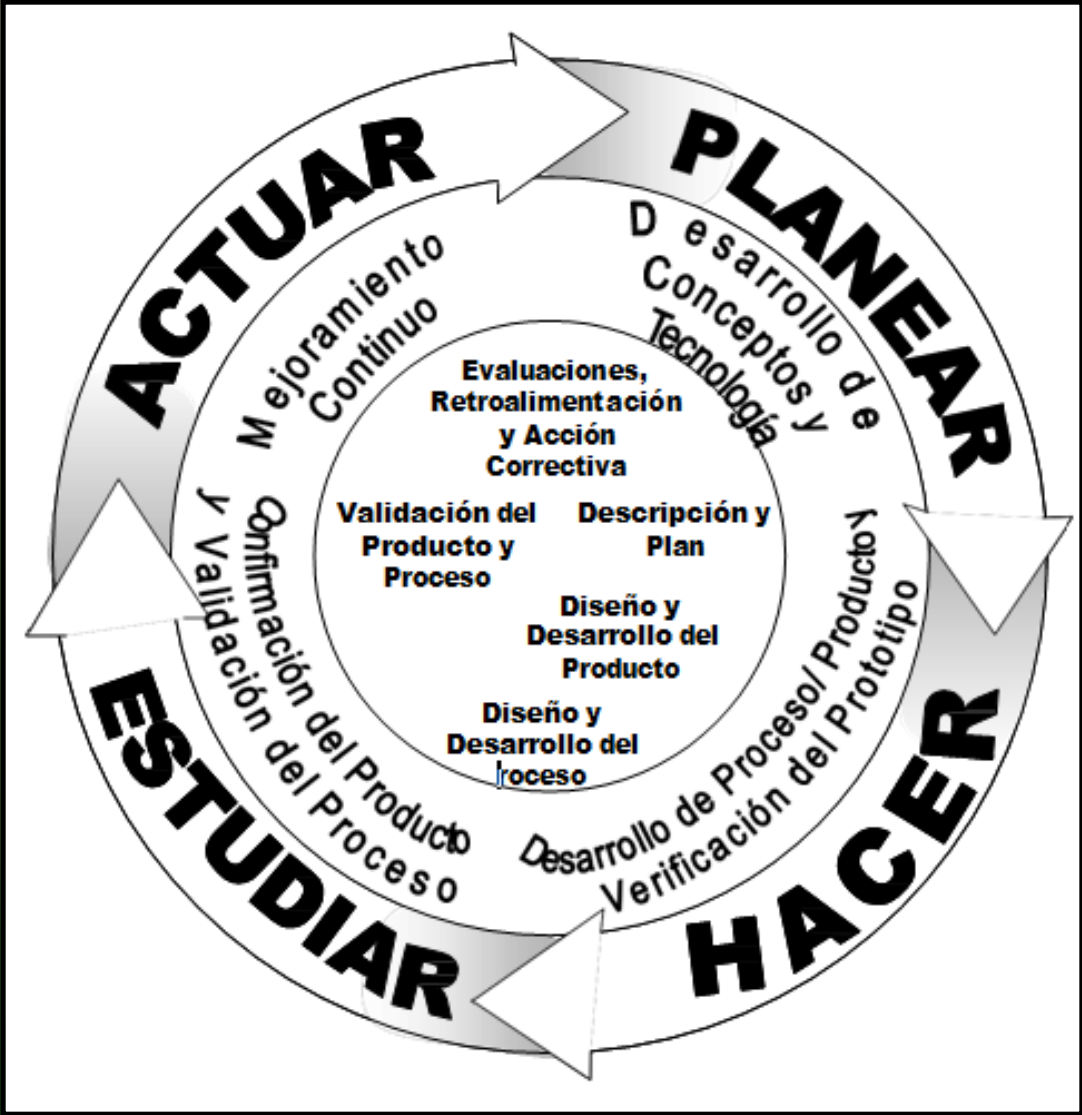 PLANEAR
HACER
ESTUDIAR
ACTUAR
Desarrollo de
Conceptos y
Tecnología
Desarrollo de Proceso/ Producto y
Verificación del Prototipo
Confirmación del Producto
y Validación del Proceso
Mejoramiento
Continuo
Evaluaciones,
Retroalimentación
y Acción
Correctiva
Descripción y
Plan
Diseño y
Desarrollo del
Producto
Diseño y
Desarrollo del
roceso
Validación del
Producto y
Proceso